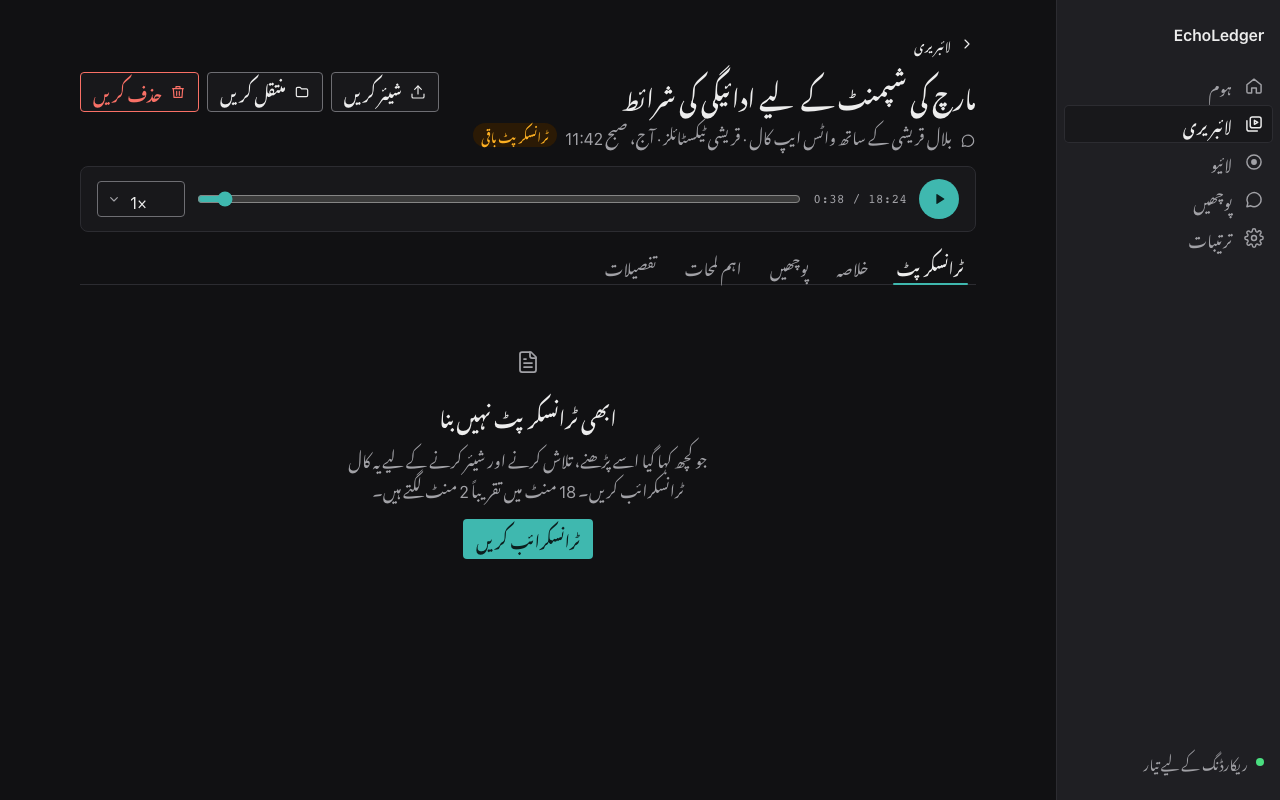 EchoLedger
ہوم
لائبریری
لائیو
پوچھیں
ترتیبات
ریکارڈنگ کے لیے تیار
لائبریری
مارچ کی شپمنٹ کے لیے ادائیگی کی شرائط
شیئر کریں
منتقل کریں
حذف کریں
بلال قریشی کے ساتھ واٹس ایپ کال · قریشی ٹیکسٹائلز · آج، صبح 11:42
ٹرانسکرپٹ باقی
0:38 / 18:24
1×
ٹرانسکرپٹ
خلاصہ
پوچھیں
اہم لمحات
تفصیلات
ابھی ٹرانسکرپٹ نہیں بنا
جو کچھ کہا گیا اسے پڑھنے، تلاش کرنے اور شیئر کرنے کے لیے یہ کال
ٹرانسکرائب کریں۔ 18 منٹ میں تقریباً 2 منٹ لگتے ہیں۔
ٹرانسکرائب کریں